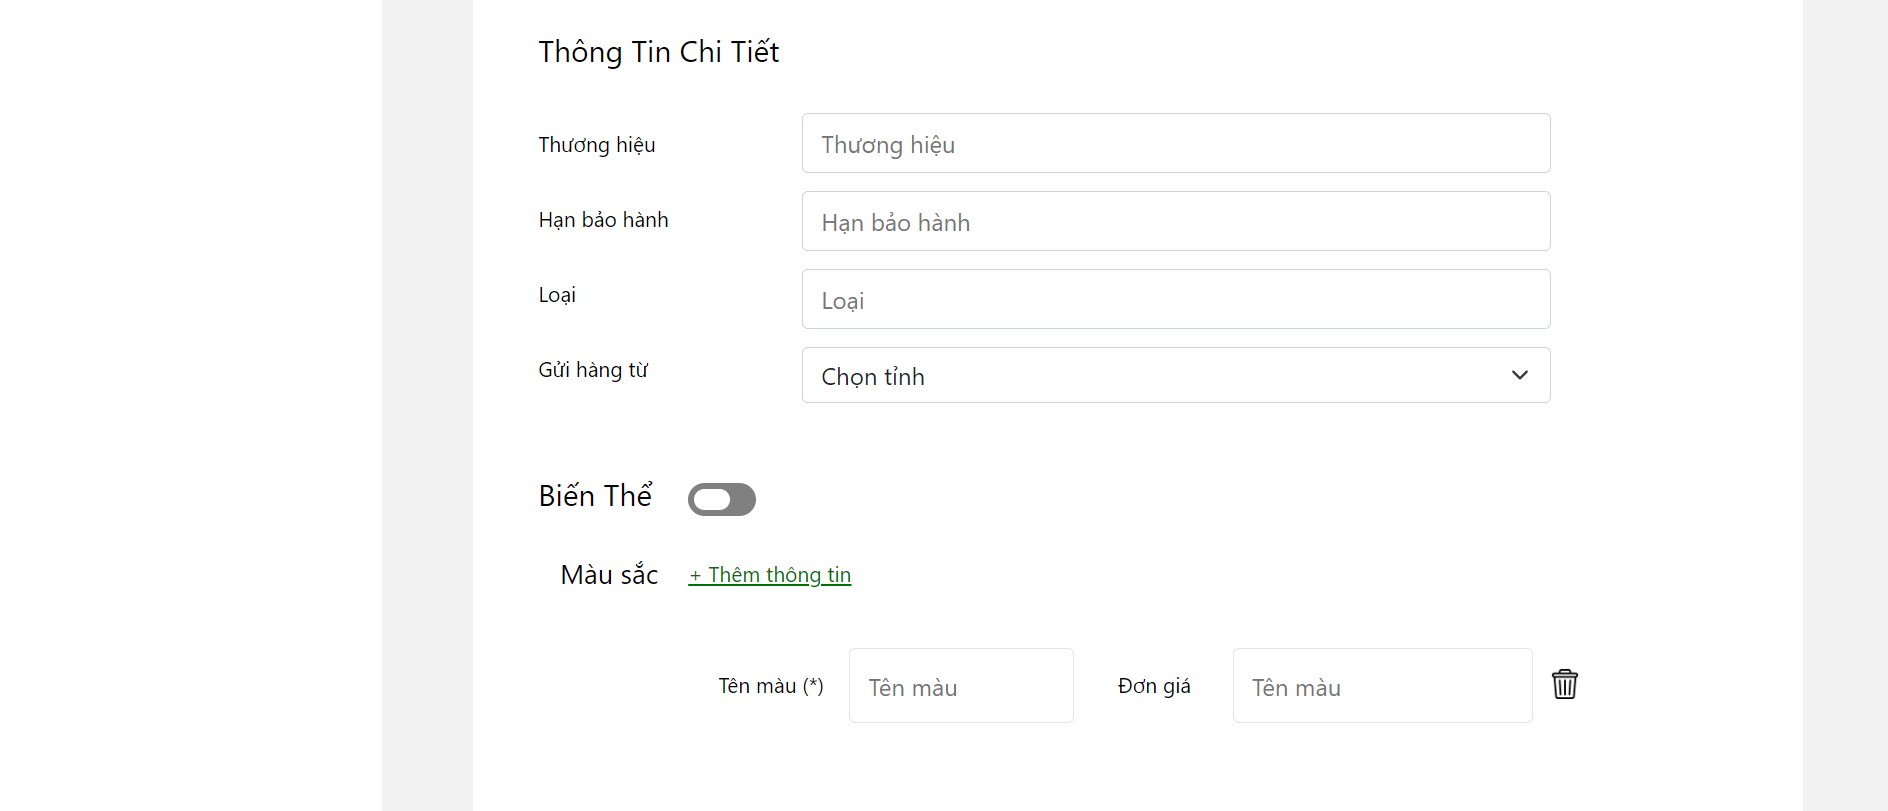 Thông Tin Chi Tiết
Thương hiệu Thương hiệu
Hạn bảo hành Hạn bảo hành
Loại Loại
Gửi hàng từ Chọn tỉnh
Biến Thể
Màu sắc + Thêm thông tin
Tên màu (*) Tên màu Đơn giá Tên màu